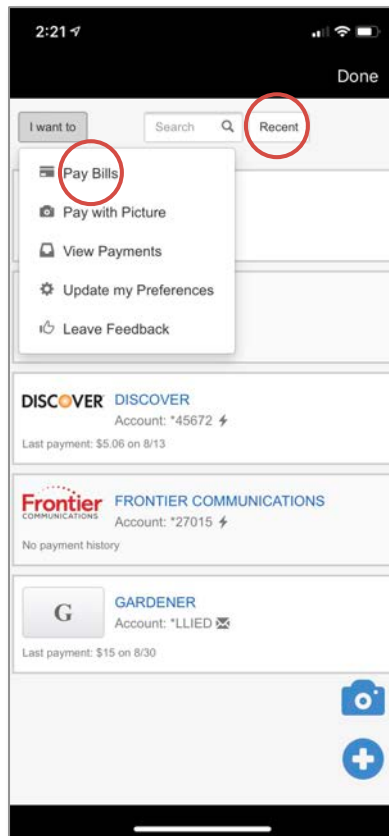 2:21
Done
I want to
Search
Recent
Pay Bills
Pay with Picture
View Payments
Update my Preferences
Leave Feedback
DISCOVER DISCOVER
Account: *45672
Last payment: $5.06 on 8/13
Frontier FRONTIER COMMUNICATIONS
COMMUNICATIONS Account: *27015
No payment history
G GARDENER
Account: *LLIED
Last payment: $15 on 8/30